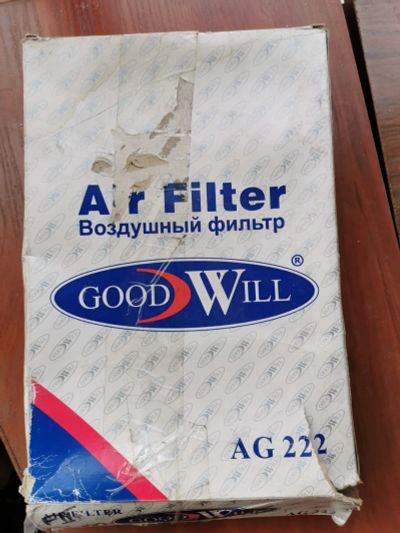 Air Filter
Воздушный фильтр
GOODWILL®
AG 222